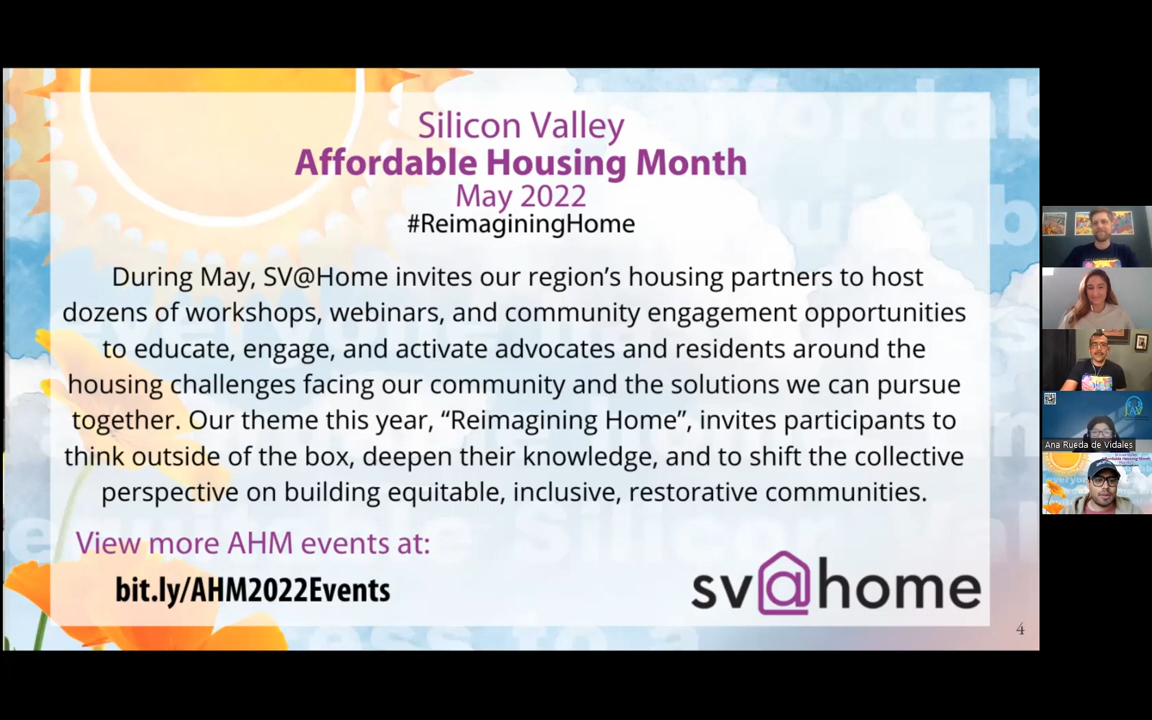 Silicon Valley
Affordable Housing Month
May 2022
#ReimaginingHome
During May, SV@Home invites our region's housing partners to host
dozens of workshops, webinars, and community engagement opportunities
to educate, engage, and activate advocates and residents around the
housing challenges facing our community and the solutions we can pursue
together. Our theme this year, “Reimagining Home”, invites participants to
think outside of the box, deepen their knowledge, and to shift the collective
perspective on building equitable, inclusive, restorative communities.
View more AHM events at:
bit.ly/AHM2022Events
sv@home
4
Ana Rueda de Vidales